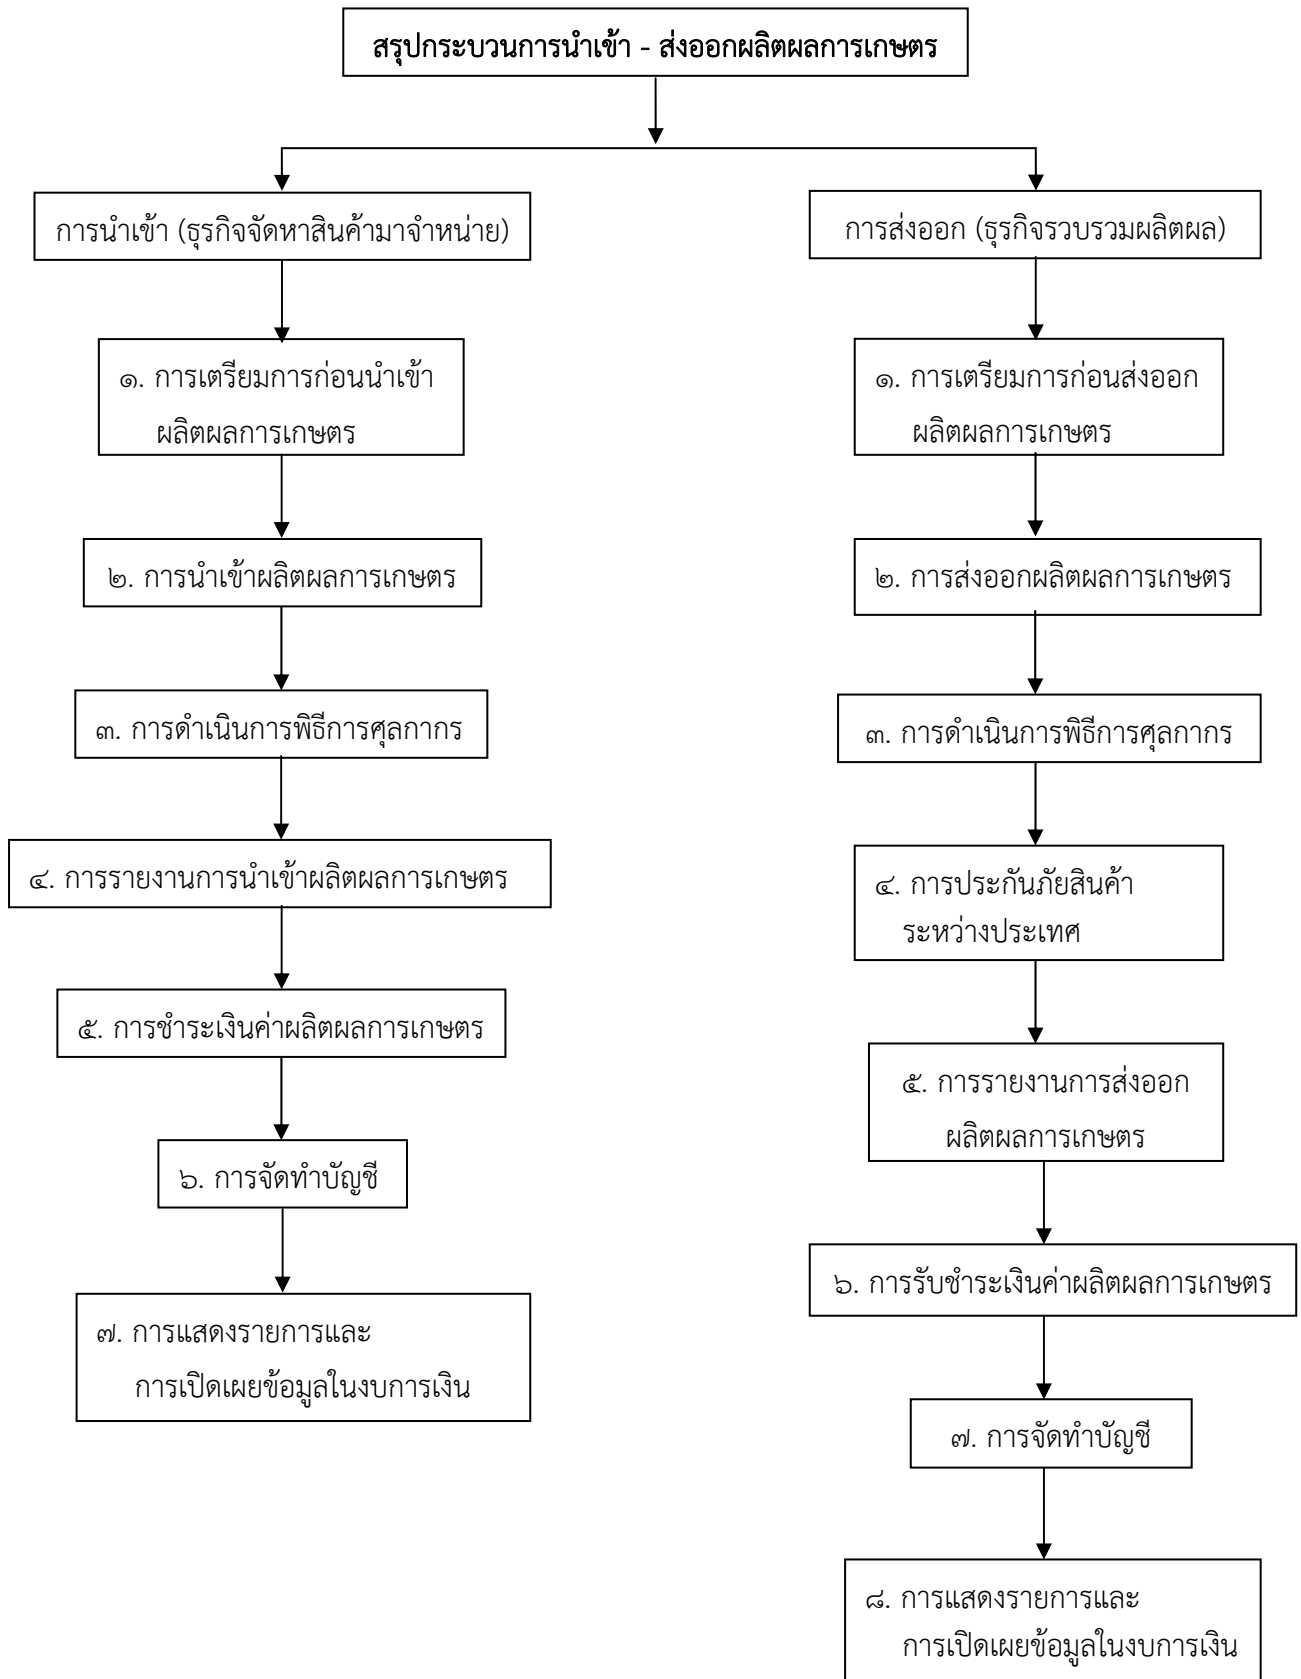 สรุปกระบวนการนำเข้า - ส่งออกผลิตผลการเกษตร
การนำเข้า (ธุรกิจจัดหาสินค้ามาจำหน่าย)
๑. การเตรียมการก่อนนำเข้า
ผลิตผลการเกษตร
๒. การนำเข้าผลิตผลการเกษตร
๓. การดำเนินการพิธีการศุลกากร
๔. การรายงานการนำเข้าผลิตผลการเกษตร
๕. การชำระเงินค่าผลิตผลการเกษตร
๖. การจัดทำบัญชี
๗. การแสดงรายการและ
การเปิดเผยข้อมูลในงบการเงิน
การส่งออก (ธุรกิจรวบรวมผลิตผล)
๑. การเตรียมการก่อนส่งออก
ผลิตผลการเกษตร
๒. การส่งออกผลิตผลการเกษตร
๓. การดำเนินการพิธีการศุลกากร
๔. การประกันภัยสินค้า
ระหว่างประเทศ
๕. การรายงานการส่งออก
ผลิตผลการเกษตร
๖. การรับชำระเงินค่าผลิตผลการเกษตร
๗. การจัดทำบัญชี
๘. การแสดงรายการและ
การเปิดเผยข้อมูลในงบการเงิน